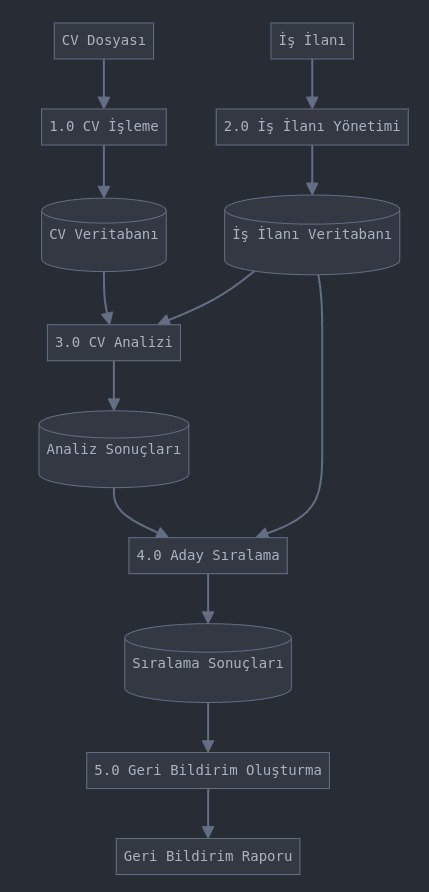 CV Dosyası
İş İlanı
1.0 CV İşleme
2.0 İş İlanı Yönetimi
CV Veritabanı
İş İlanı Veritabanı
3.0 CV Analizi
Analiz Sonuçları
4.0 Aday Sıralama
Sıralama Sonuçları
5.0 Geri Bildirim Oluşturma
Geri Bildirim Raporu